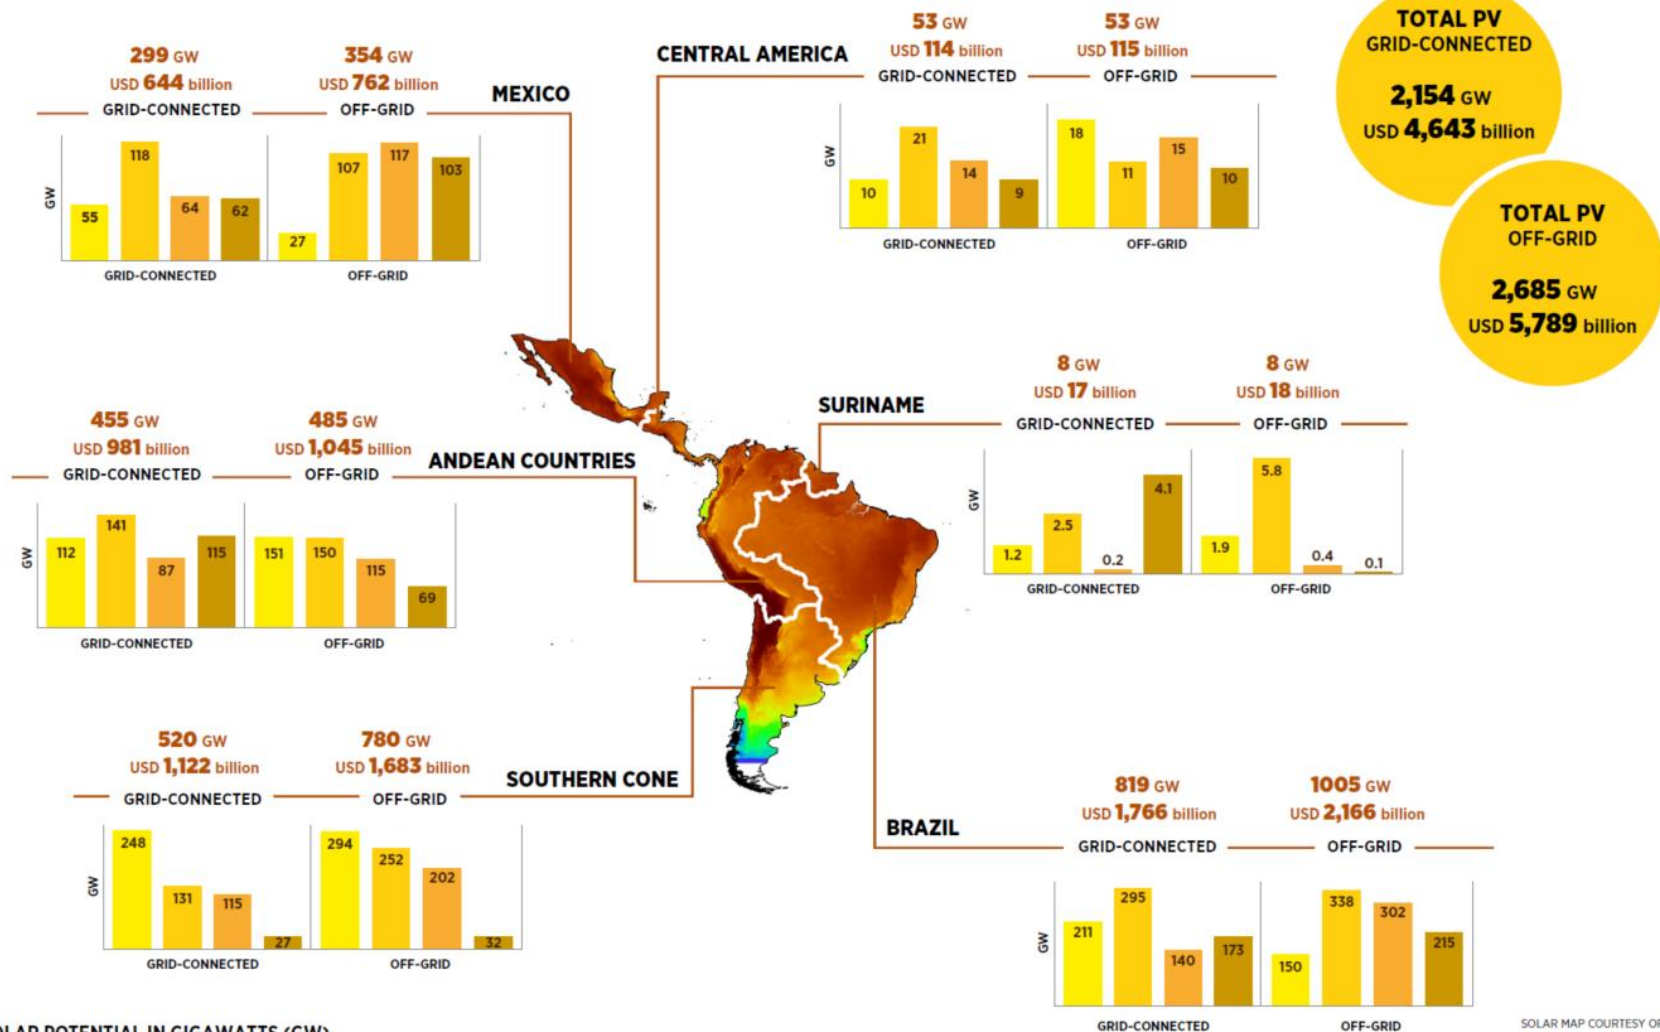 TOTAL PV
GRID-CONNECTED
2,154 GW
USD 4,643 billion
TOTAL PV
OFF-GRID
2,685 GW
USD 5,789 billion
MEXICO
299 GW
USD 644 billion
GRID-CONNECTED
354 GW
USD 762 billion
OFF-GRID
GW
55
118
64
62
27
107
117
103
GRID-CONNECTED
OFF-GRID
CENTRAL AMERICA
53 GW
USD 114 billion
GRID-CONNECTED
53 GW
USD 115 billion
OFF-GRID
GW
10
21
14
9
18
11
15
10
GRID-CONNECTED
OFF-GRID
ANDEAN COUNTRIES
455 GW
USD 981 billion
GRID-CONNECTED
485 GW
USD 1,045 billion
OFF-GRID
GW
112
141
87
115
151
150
115
69
GRID-CONNECTED
OFF-GRID
SURINAME
8 GW
USD 17 billion
GRID-CONNECTED
8 GW
USD 18 billion
OFF-GRID
GW
1.2
2.5
0.2
4.1
1.9
5.8
0.4
0.1
GRID-CONNECTED
OFF-GRID
SOUTHERN CONE
520 GW
USD 1,122 billion
GRID-CONNECTED
780 GW
USD 1,683 billion
OFF-GRID
GW
248
131
115
27
294
252
202
32
GRID-CONNECTED
OFF-GRID
BRAZIL
819 GW
USD 1,766 billion
GRID-CONNECTED
1005 GW
USD 2,166 billion
OFF-GRID
GW
211
295
140
173
150
338
302
215
GRID-CONNECTED
OFF-GRID
POTENTIAL IN GIGAWATTS (GW)
SOLAR MAP COURTESY OF